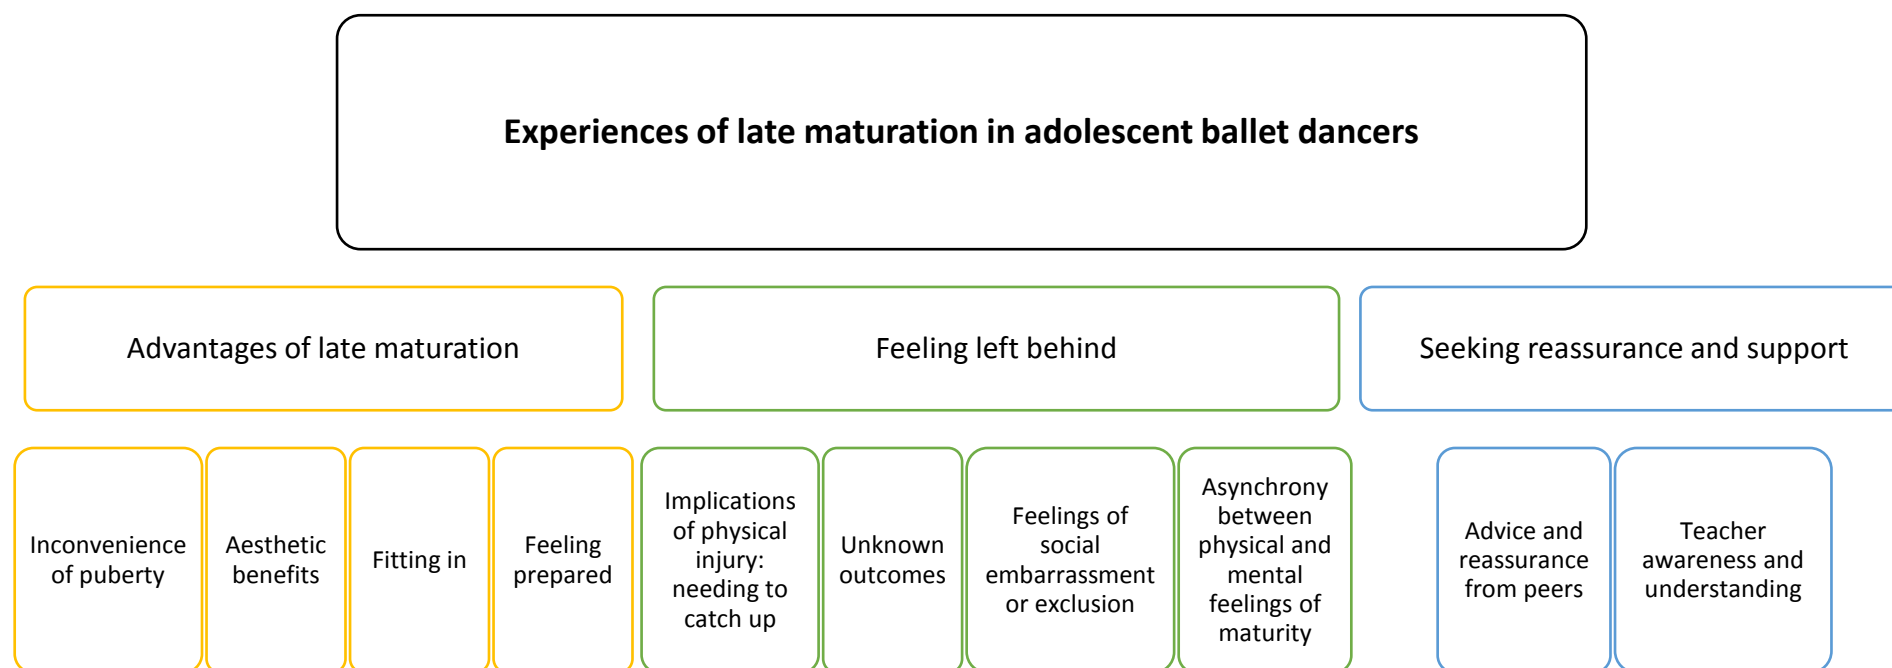 Experiences of late maturation in adolescent ballet dancers
Advantages of late maturation
Feeling left behind
Seeking reassurance and support
Inconvenience
of puberty
Aesthetic
benefits
Fitting in
Feeling
prepared
Implications
of physical
injury:
needing to
catch up
Unknown
outcomes
Feelings of
social
embarrassment
or exclusion
Asynchrony
between
physical and
mental
feelings of
maturity
Advice and
reassurance
from peers
Teacher
awareness and
understanding